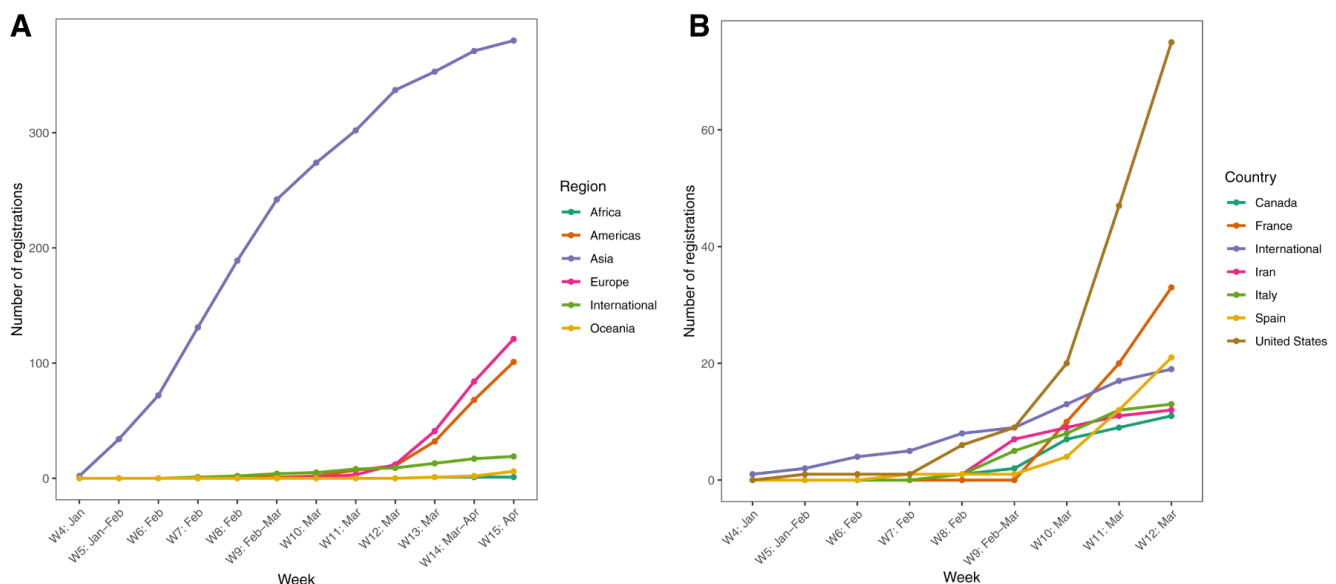 A
Number of registrations
300
200
100
0
W4: Jan
W5: Jan–Feb
W6: Feb
W7: Feb
W8: Feb
W9: Feb–Mar
W10: Mar
W11: Mar
W12: Mar
W13: Mar
W14: Mar–Apr
W15: Apr
Week
Region
Africa
Americas
Asia
Europe
International
Oceania
B
Number of registrations
60
40
20
0
W4: Jan
W5: Jan–Feb
W6: Feb
W7: Feb
W8: Feb
W9: Feb–Mar
W10: Mar
W11: Mar
W12: Mar
Week
Country
Canada
France
International
Iran
Italy
Spain
United States